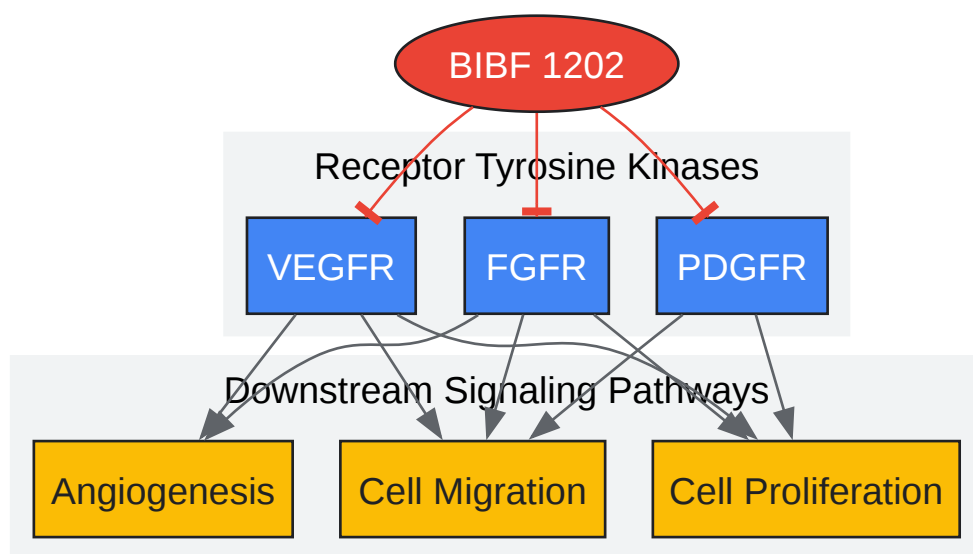 BIBF 1202
Receptor Tyrosine Kinases
VEGFR
FGFR
PDGFR
Downstream Signaling Pathways
Angiogenesis
Cell Migration
Cell Proliferation